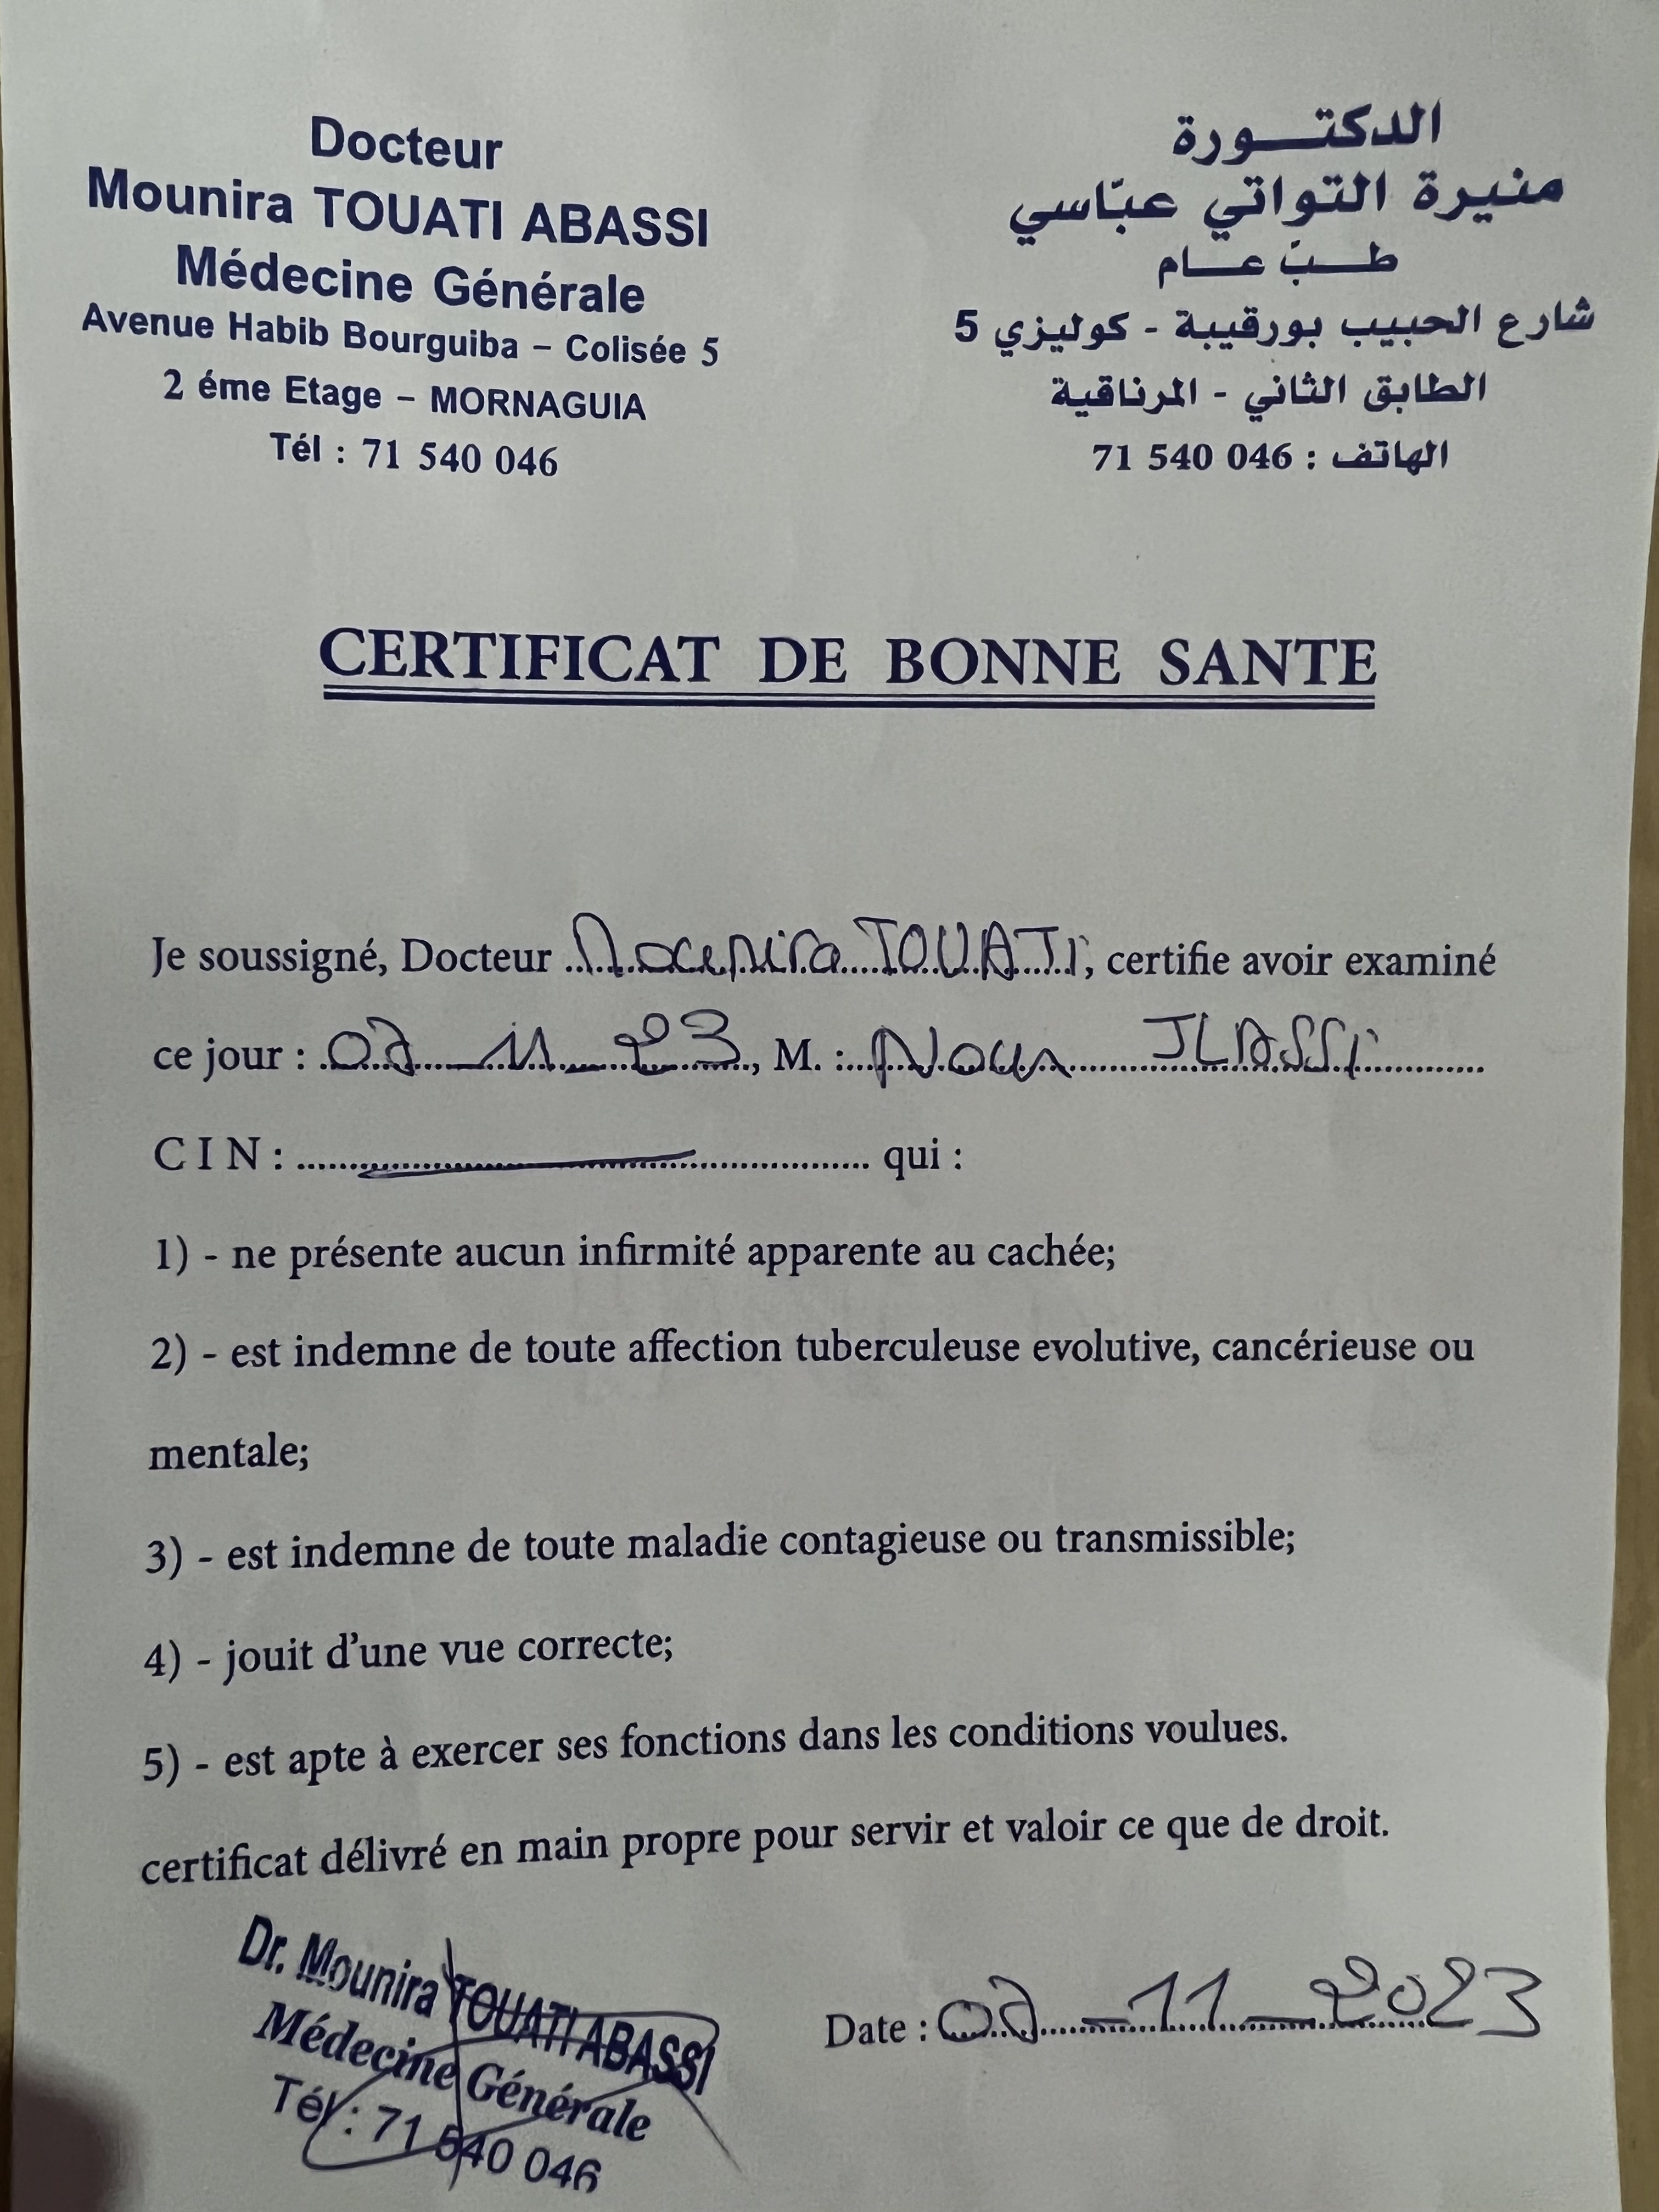 Docteur
Mounira TOUATI ABASSI
Médecine Générale
Avenue Habib Bourguiba – Colisée 5
2 éme Etage – MORNAGUIA
Tél : 71 540 046
الدكتـــورة
منيرة التواتي عبّاسي
طـــبّ عـــام
شارع الحبيب بورقيبة - كوليزي 5
الطابق الثاني - المرناقية
الهاتف : 046 540 71
CERTIFICAT DE BONNE SANTE
Je soussigné, Docteur Mounira TOUATI, certifie avoir examiné
ce jour : 11 23, M. : Nour JLASSI
C I N : qui :
1) - ne présente aucun infirmité apparente au cachée;
2) - est indemne de toute affection tuberculeuse evolutive, cancérieuse ou
mentale;
3) - est indemne de toute maladie contagieuse ou transmissible;
4) - jouit d'une vue correcte;
5) - est apte à exercer ses fonctions dans les conditions voulues.
certificat délivré en main propre pour servir et valoir ce que de droit.
Dr. Mounira TOUATI ABASSI
Médecine Générale
Tél : 71 540 046
Date : 11 – 2023